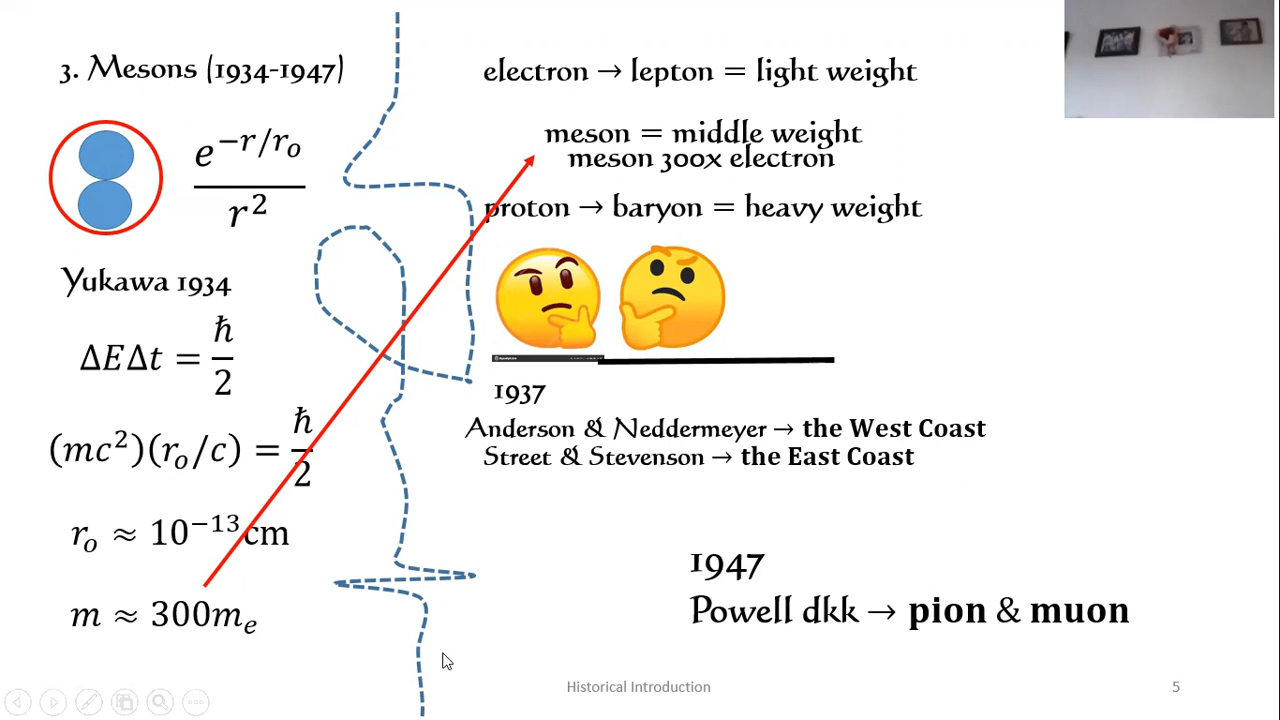 3. Mesons (1934-1947)
e^{-r/r_o}
r^2
Yukawa 1934
ΔEΔt = ħ/2
(mc^2)(r_o/c) = ħ/2
r_o ≈ 10^{-13}cm
m ≈ 300m_e
electron → lepton = light weight
meson = middle weight
meson 300x electron
proton → baryon = heavy weight
1937
Anderson & Neddermeyer → the West Coast
Street & Stevenson → the East Coast
1947
Powell dkk → pion & muon
Historical Introduction
5